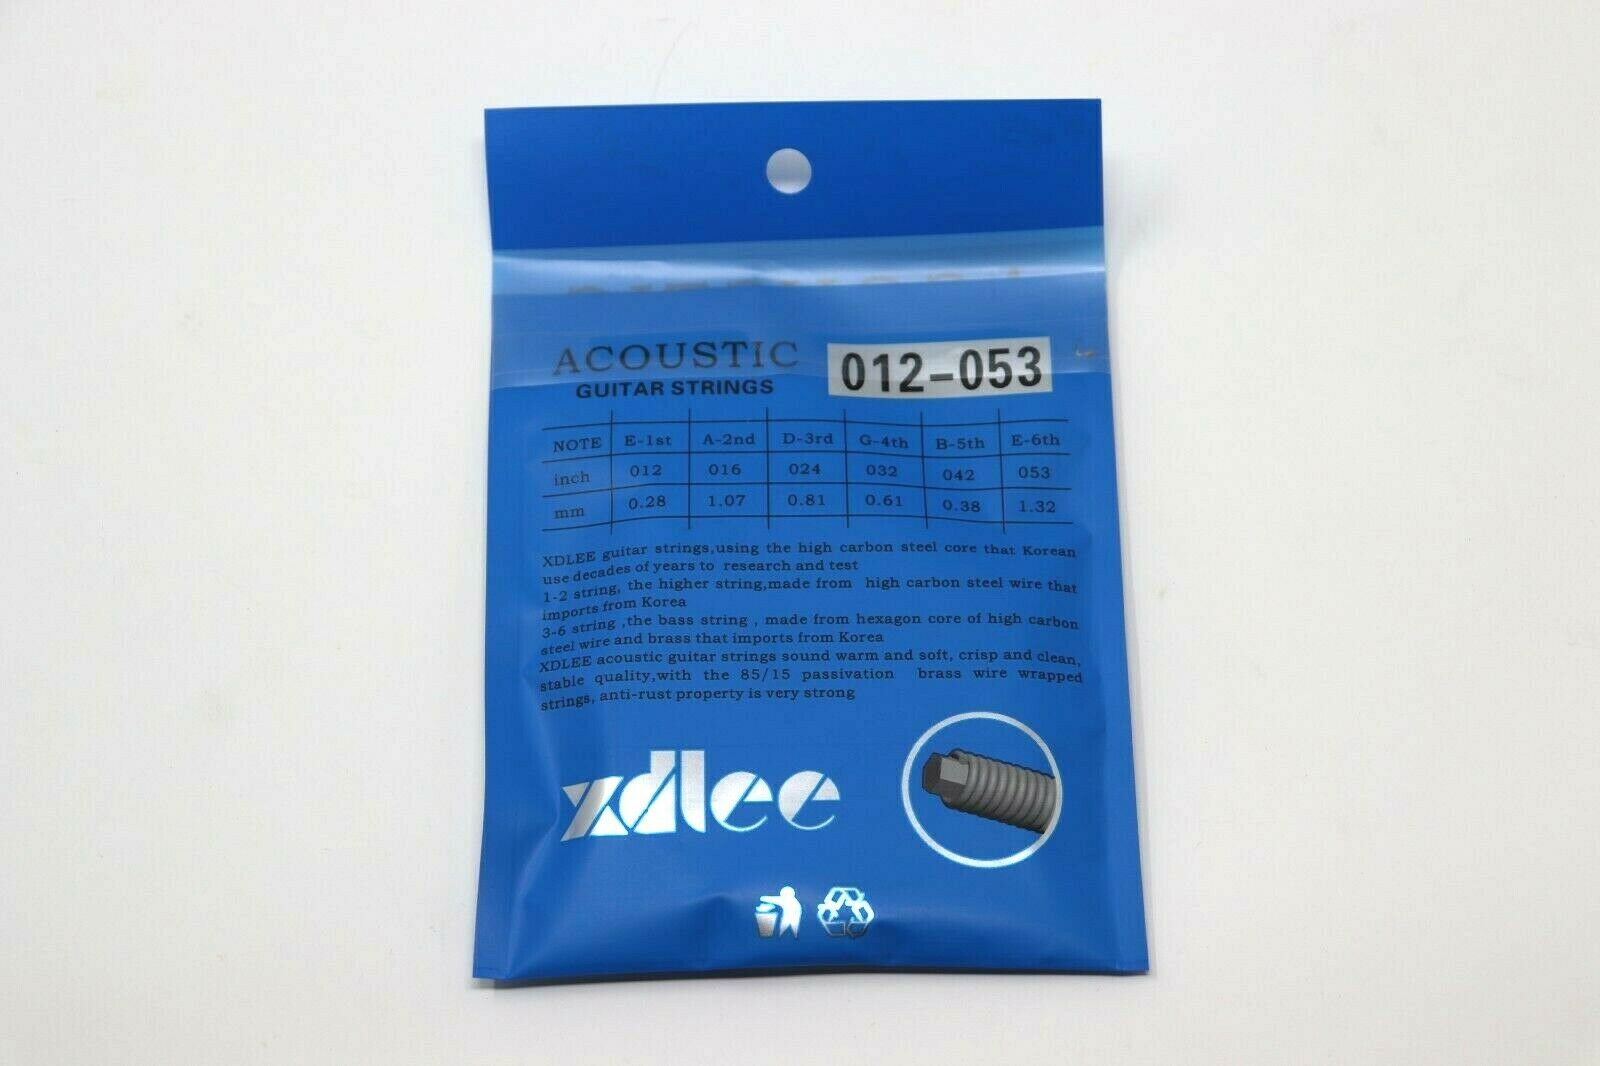 ACOUSTIC
GUITAR STRINGS
012-053
NOTE E-1st A-2nd D-3rd G-4th B-5th E-6th
inch 012 016 024 032 042 053
mm 0.28 1.07 0.81 0.61 0.38 1.32
XDLEE guitar strings,using the high carbon steel core that Korean
use decades of years to research and test
1-2 string, the higher string,made from high carbon steel wire that
imports from Korea
3-6 string ,the bass string , made from hexagon core of high carbon
steel wire and brass that imports from Korea
XDLEE acoustic guitar strings sound warm and soft, crisp and clean,
stable quality,with the 85/15 passivation brass wire wrapped
strings, anti-rust property is very strong
xdlee